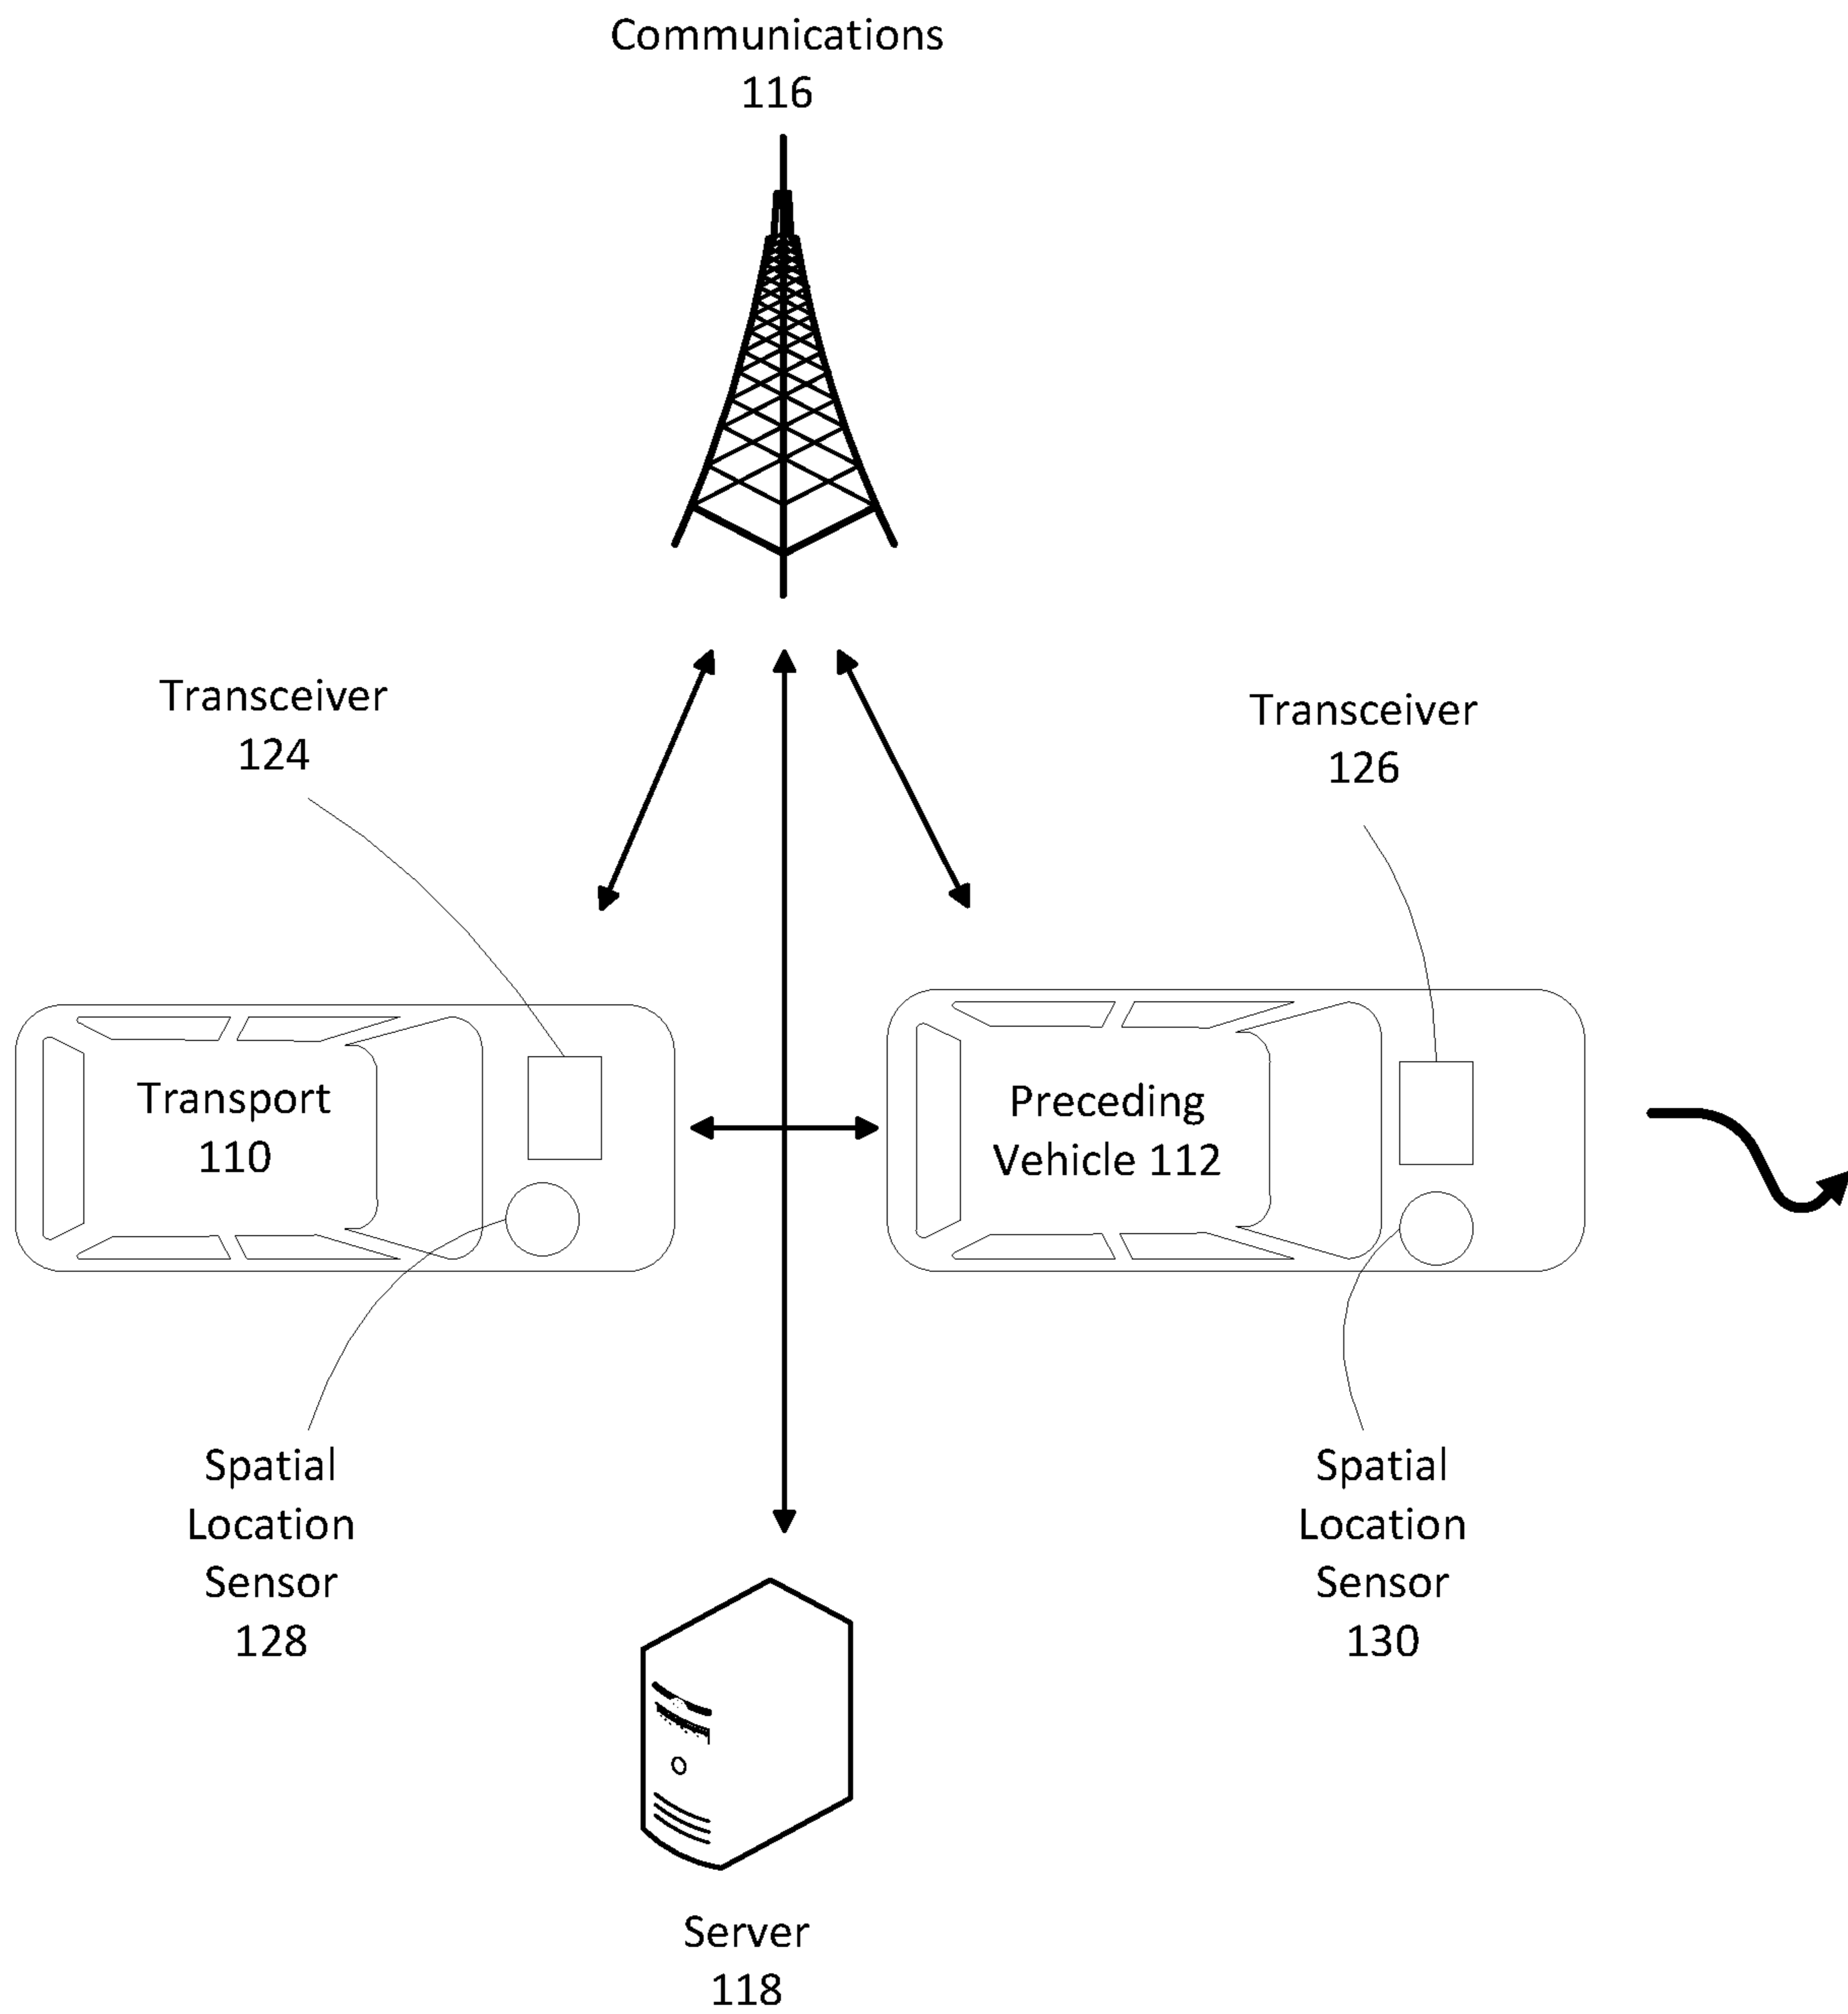 Communications
116
Transceiver
124
Transceiver
126
Transport
110
Preceding
Vehicle 112
Spatial
Location
Sensor
128
Spatial
Location
Sensor
130
Server
118